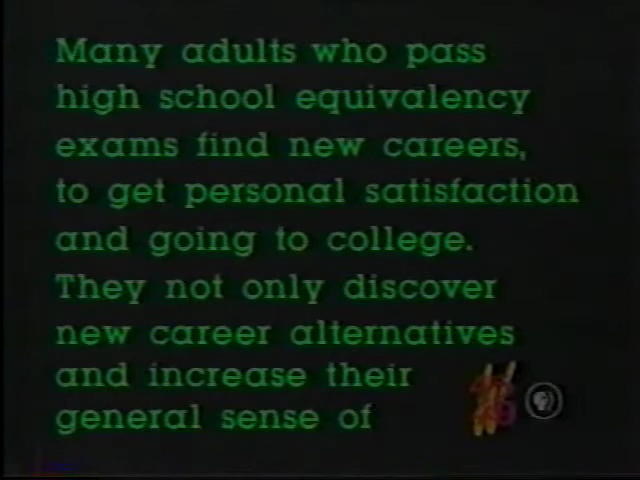 Many adults who pass
high school equivalency
exams find new careers,
to get personal satisfaction
and going to college.
They not only discover
new career alternatives
and increase their
general sense of